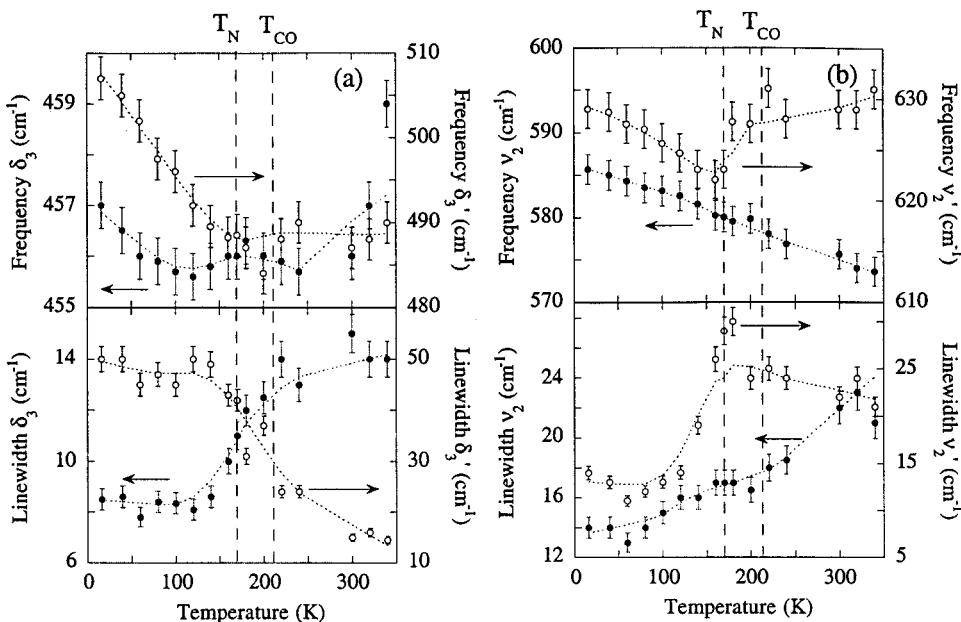 T_N T_CO
(a)
510
500
490
480
459
457
455
Frequency δ_3 (cm^-1)
Frequency δ_3' (cm^-1)
14
10
6
50
30
10
Linewidth δ_3 (cm^-1)
Linewidth δ_3' (cm^-1)
0 100 200 300
Temperature (K)
T_N T_CO
(b)
600
590
580
570
630
620
610
Frequency ν_2 (cm^-1)
Frequency ν_2' (cm^-1)
24
20
16
12
25
15
5
Linewidth ν_2 (cm^-1)
Linewidth ν_2' (cm^-1)
0 100 200 300
Temperature (K)